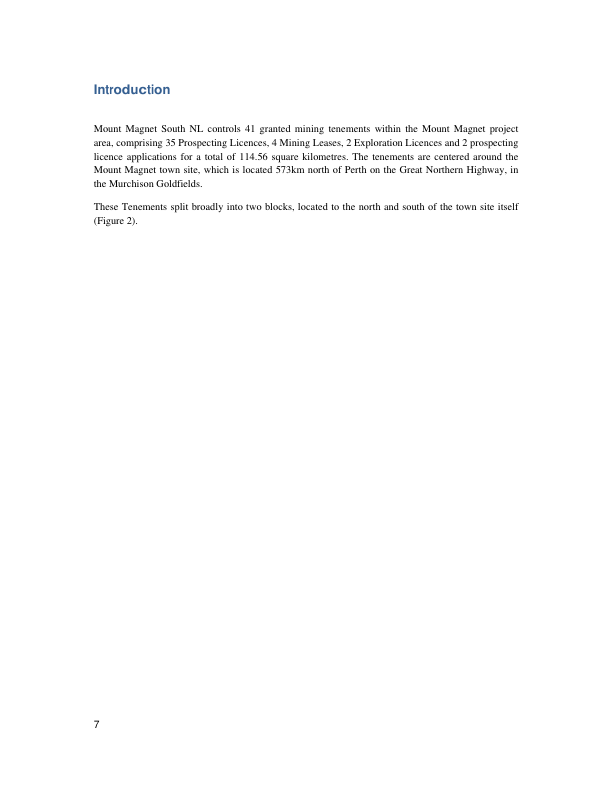 Introduction
Mount Magnet South NL controls 41 granted mining tenements within the Mount Magnet project
area, comprising 35 Prospecting Licences, 4 Mining Leases, 2 Exploration Licences and 2 prospecting
licence applications for a total of 114.56 square kilometres. The tenements are centered around the
Mount Magnet town site, which is located 573km north of Perth on the Great Northern Highway, in
the Murchison Goldfields.
These Tenements split broadly into two blocks, located to the north and south of the town site itself
(Figure 2).
7